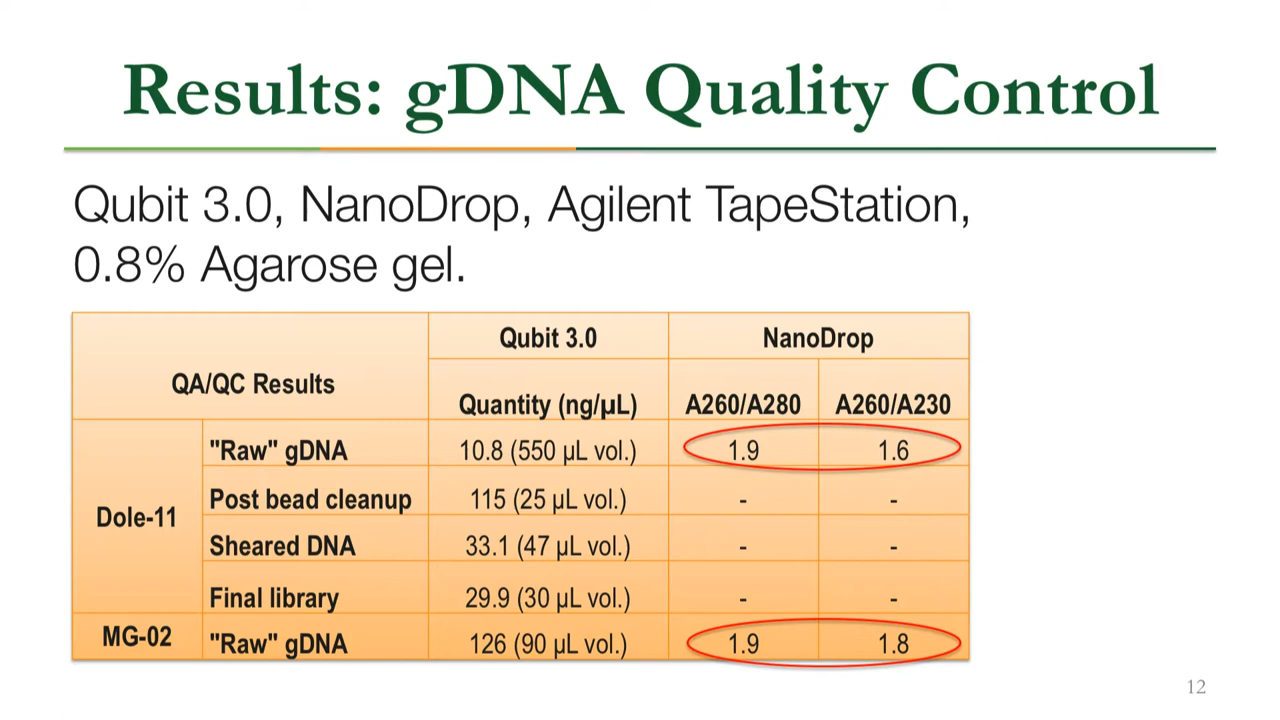 Results: gDNA Quality Control
Qubit 3.0, NanoDrop, Agilent TapeStation,
0.8% Agarose gel.
QA/QC Results Qubit 3.0 NanoDrop
Quantity (ng/µL) A260/A280 A260/A230
Dole-11 "Raw" gDNA 10.8 (550 µL vol.) 1.9 1.6
Post bead cleanup 115 (25 µL vol.) - -
Sheared DNA 33.1 (47 µL vol.) - -
Final library 29.9 (30 µL vol.) - -
MG-02 "Raw" gDNA 126 (90 µL vol.) 1.9 1.8
12